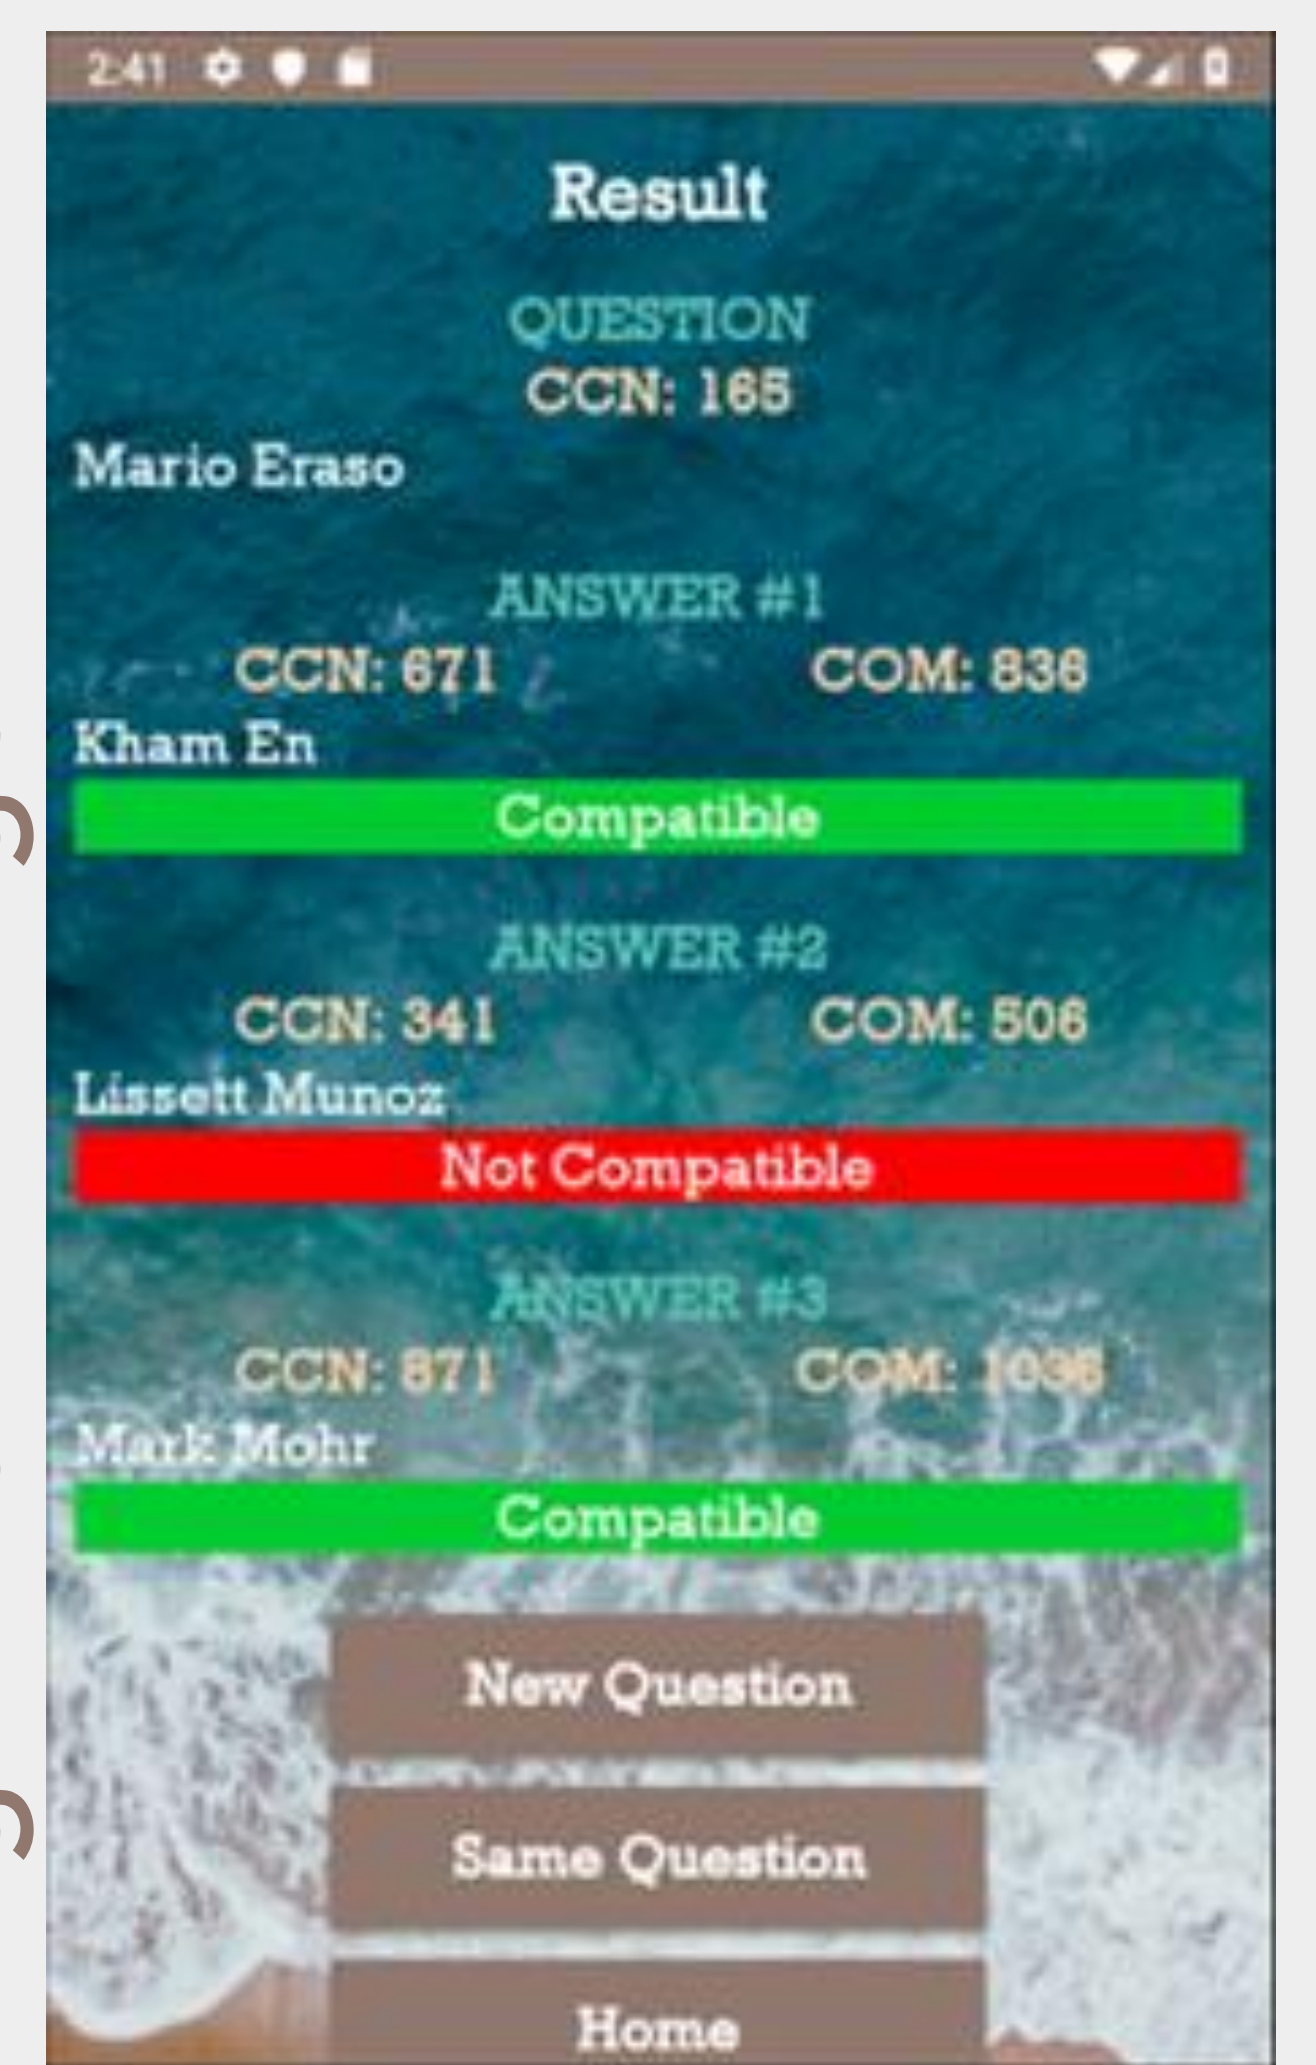 2:41
Result
QUESTION
CCN: 165
Mario Eraso
ANSWER #1
CCN: 671 COM: 836
Kham En
Compatible
ANSWER #2
CCN: 341 COM: 506
Lissett Munoz
Not Compatible
ANSWER #3
CCN: 871 COM: 1036
Mark Mohr
Compatible
New Question
Same Question
Home